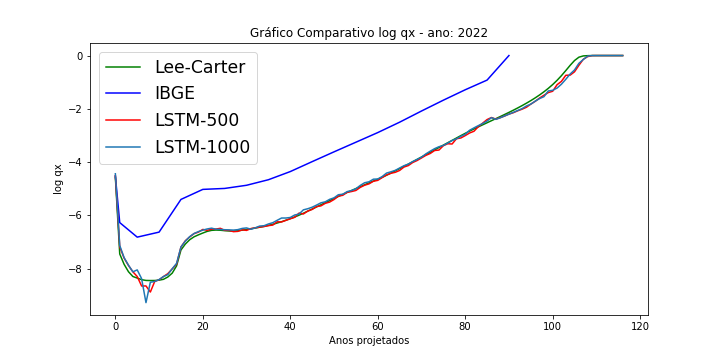 Gráfico Comparativo log qx - ano: 2022
Lee-Carter
IBGE
LSTM-500
LSTM-1000
log qx
0
−2
−4
−6
−8
0 20 40 60 80 100 120
Anos projetados